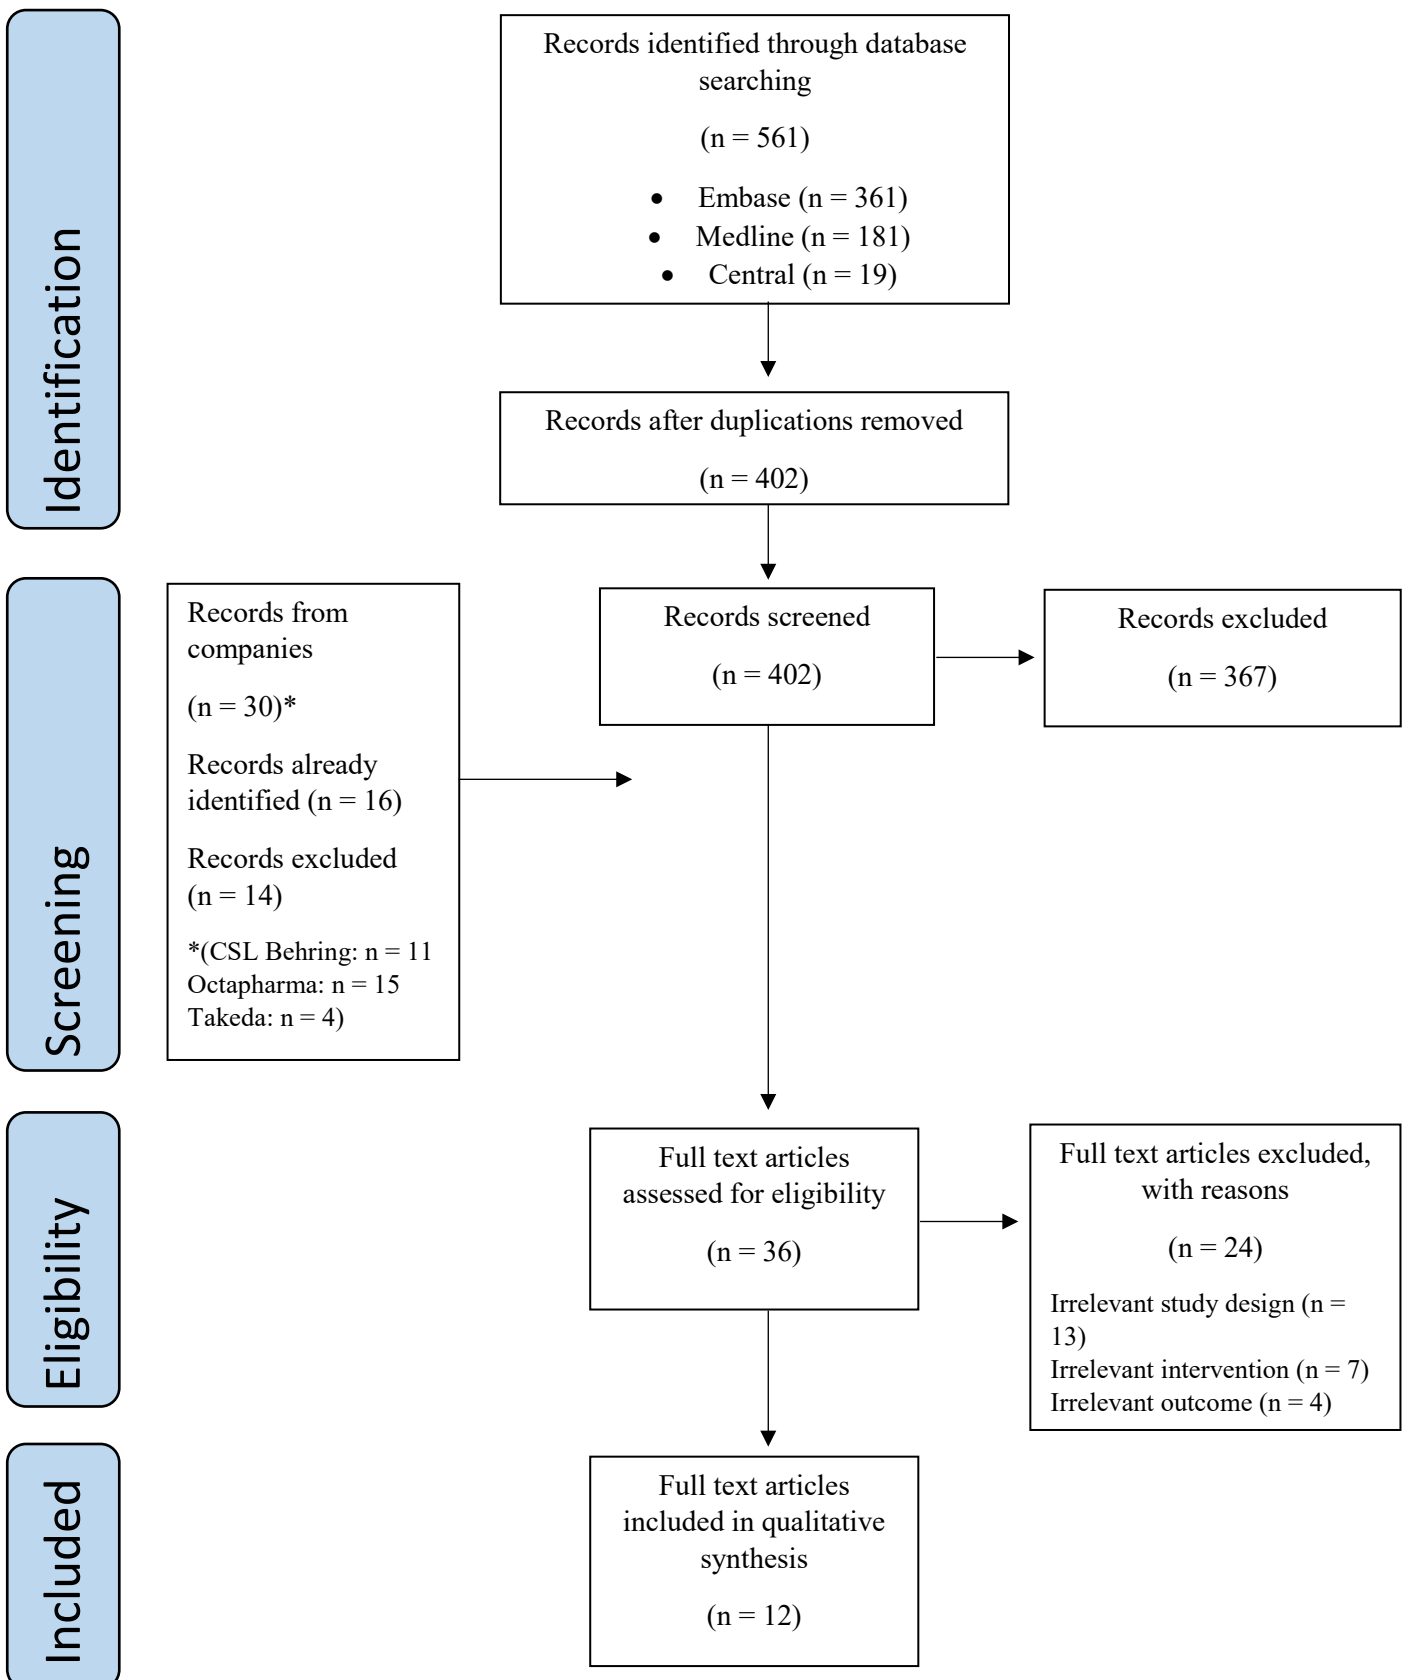 Identification
Records identified through database
searching
(n = 561)
• Embase (n = 361)
• Medline (n = 181)
• Central (n = 19)
Records after duplications removed
(n = 402)
Screening
Records from
companies
(n = 30)*
Records already
identified (n = 16)
Records excluded
(n = 14)
*(CSL Behring: n = 11
Octapharma: n = 15
Takeda: n = 4)
Records screened
(n = 402)
Records excluded
(n = 367)
Eligibility
Full text articles
assessed for eligibility
(n = 36)
Full text articles excluded,
with reasons
(n = 24)
Irrelevant study design (n =
13)
Irrelevant intervention (n = 7)
Irrelevant outcome (n = 4)
Included
Full text articles
included in qualitative
synthesis
(n = 12)